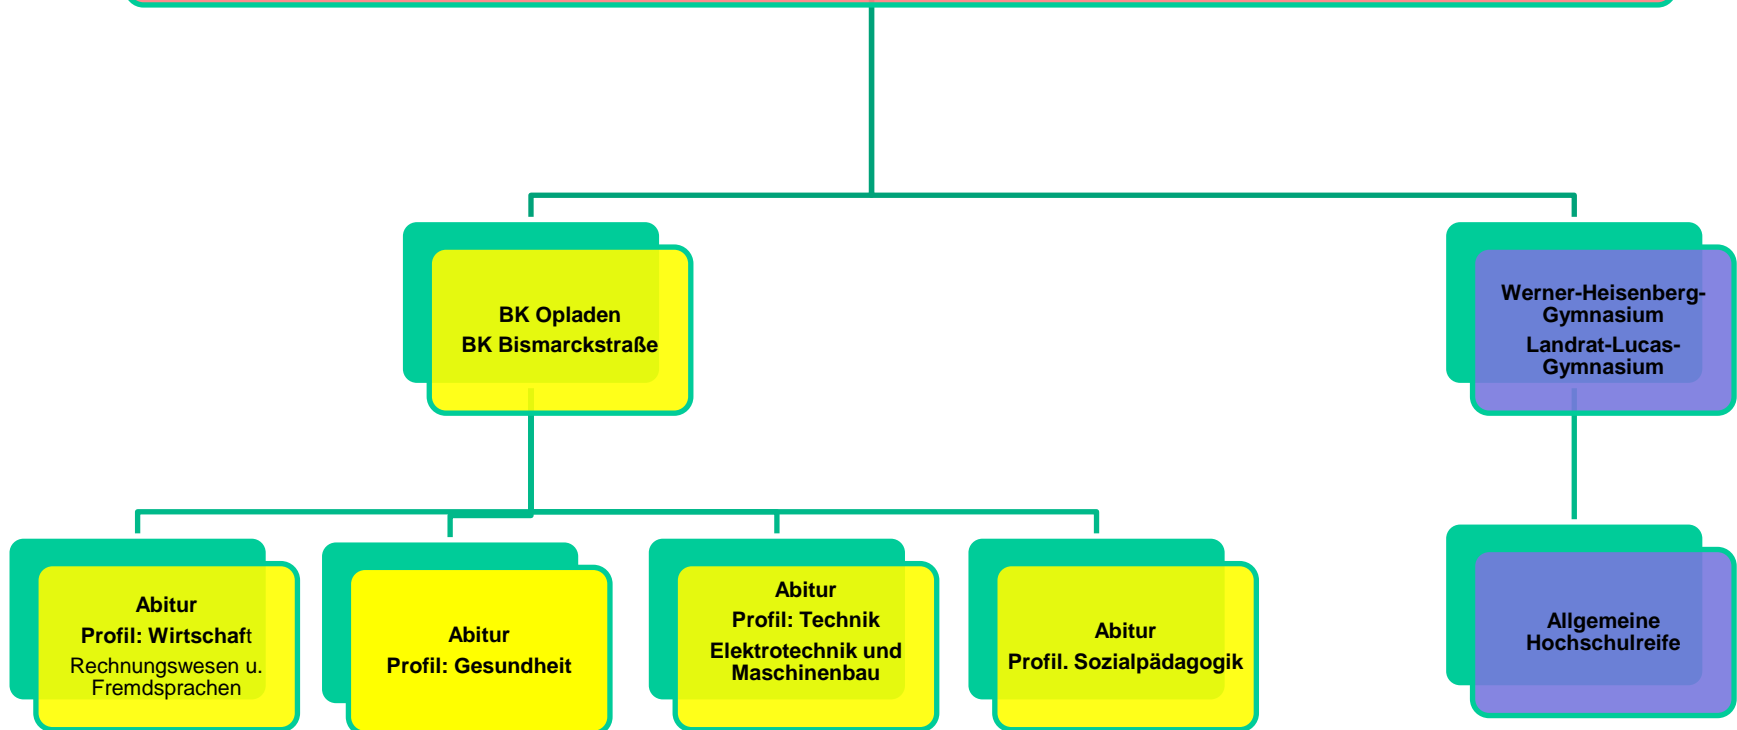 BK Opladen
BK Bismarckstraße
Werner-Heisenberg-
Gymnasium
Landrat-Lucas-
Gymnasium
Abitur
Profil: Wirtschaft
Rechnungswesen u.
Fremdsprachen
Abitur
Profil: Gesundheit
Abitur
Profil: Technik
Elektrotechnik und
Maschinenbau
Abitur
Profil. Sozialpädagogik
Allgemeine
Hochschulreife